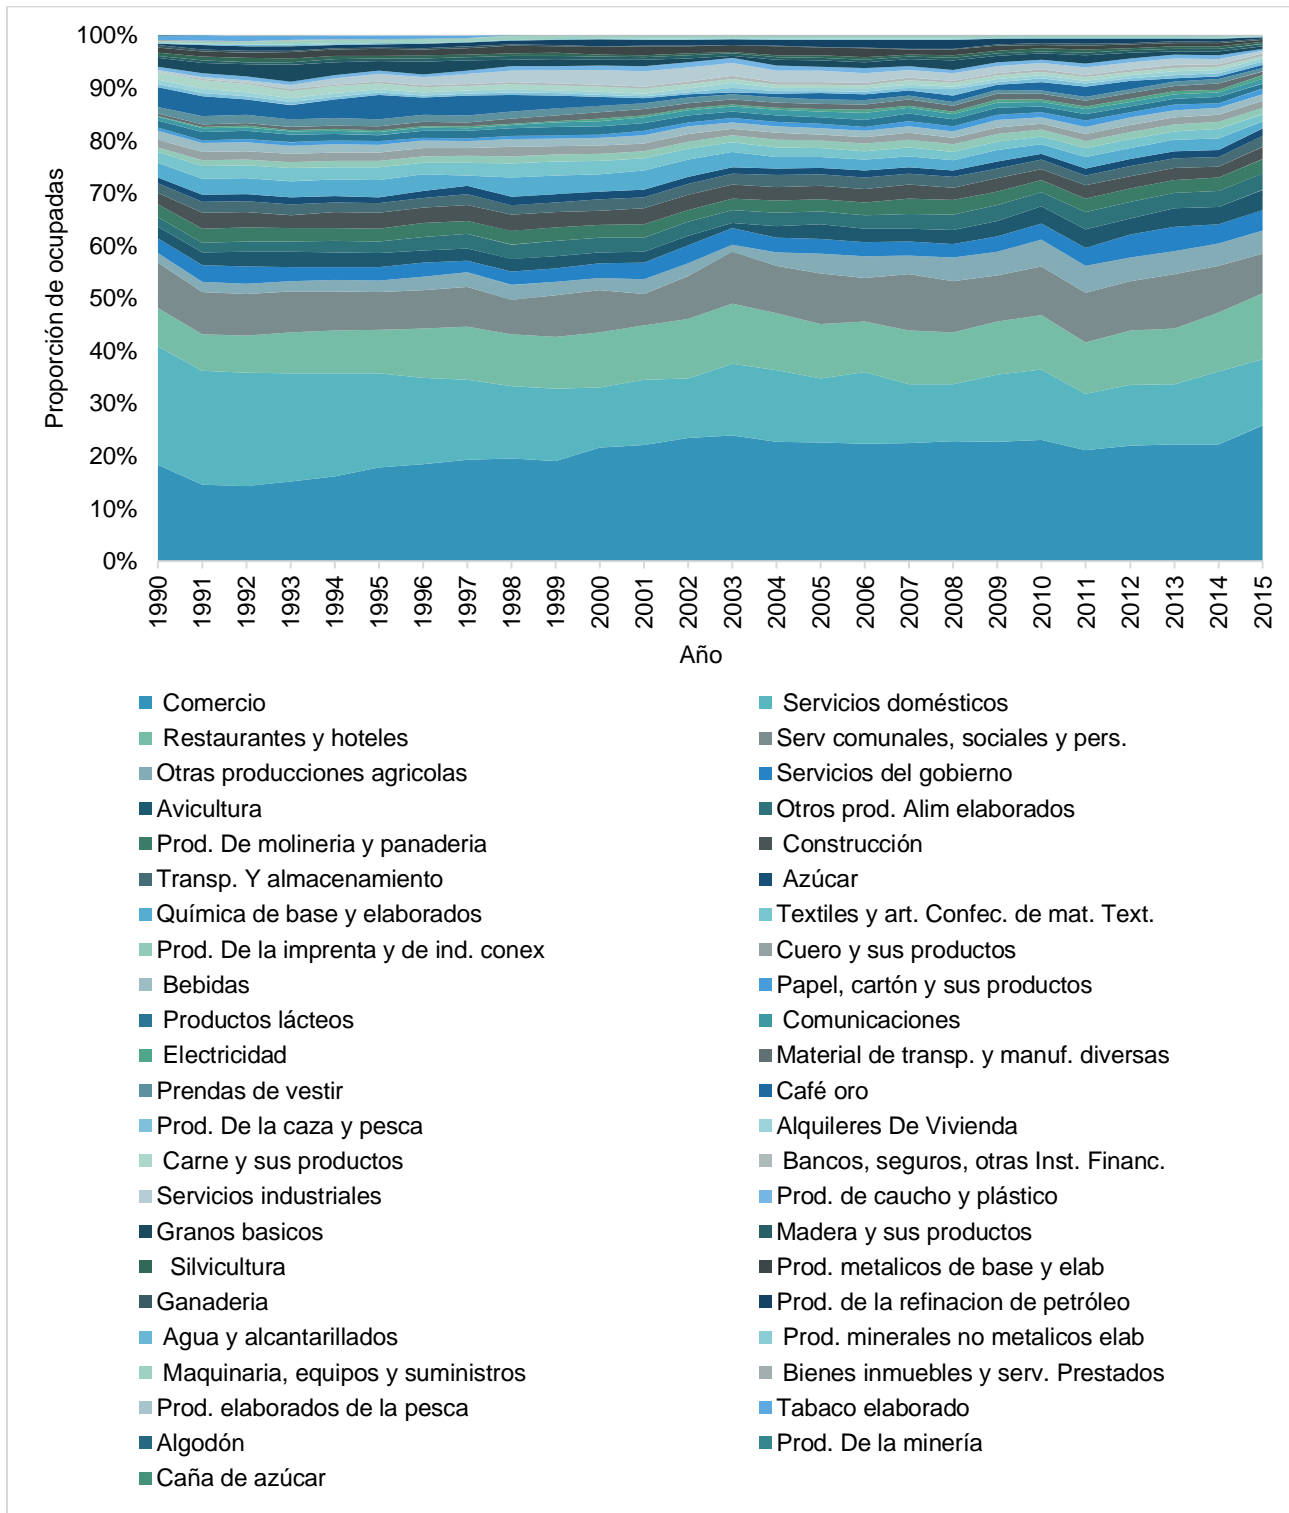 100%
90%
80%
70%
60%
50%
40%
30%
20%
10%
0%
Proporción de ocupadas
1990 1991 1992 1993 1994 1995 1996 1997 1998 1999 2000 2001 2002 2003 2004 2005 2006 2007 2008 2009 2010 2011 2012 2013 2014 2015
Año
Comercio
Servicios domésticos
Restaurantes y hoteles
Serv comunales, sociales y pers.
Otras producciones agricolas
Servicios del gobierno
Avicultura
Otros prod. Alim elaborados
Prod. De molineria y panaderia
Construcción
Transp. Y almacenamiento
Azúcar
Química de base y elaborados
Textiles y art. Confec. de mat. Text.
Prod. De la imprenta y de ind. conex
Cuero y sus productos
Bebidas
Papel, cartón y sus productos
Productos lácteos
Comunicaciones
Electricidad
Material de transp. y manuf. diversas
Prendas de vestir
Café oro
Prod. De la caza y pesca
Alquileres De Vivienda
Carne y sus productos
Bancos, seguros, otras Inst. Financ.
Servicios industriales
Prod. de caucho y plástico
Granos basicos
Madera y sus productos
Silvicultura
Prod. metalicos de base y elab
Ganaderia
Prod. de la refinacion de petróleo
Agua y alcantarillados
Prod. minerales no metalicos elab
Maquinaria, equipos y suministros
Bienes inmuebles y serv. Prestados
Prod. elaborados de la pesca
Tabaco elaborado
Algodón
Prod. De la minería
Caña de azúcar